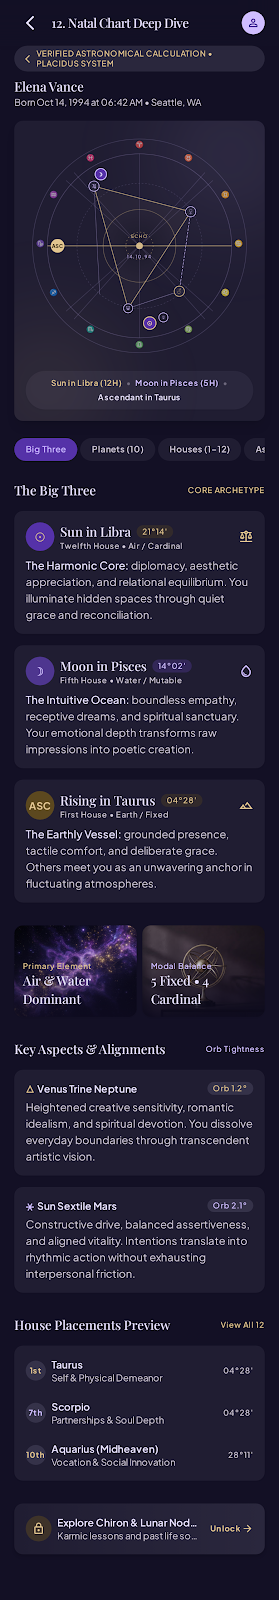 12. Natal Chart Deep Dive
VERIFIED ASTRONOMICAL CALCULATION •
PLACIDUS SYSTEM
Elena Vance
Born Oct 14, 1994 at 06:42 AM • Seattle, WA
ECHO
14.10.94
ASC
Sun in Libra (12H) • Moon in Pisces (5H) •
Ascendant in Taurus
Big Three
Planets (10)
Houses (1-12)
As
The Big Three
CORE ARCHETYPE
Sun in Libra 21°14'
Twelfth House • Air / Cardinal
The Harmonic Core: diplomacy, aesthetic
appreciation, and relational equilibrium. You
illuminate hidden spaces through quiet
grace and reconciliation.
Moon in Pisces 14°02'
Fifth House • Water / Mutable
The Intuitive Ocean: boundless empathy,
receptive dreams, and spiritual sanctuary.
Your emotional depth transforms raw
impressions into poetic creation.
ASC
Rising in Taurus 04°28'
First House • Earth / Fixed
The Earthly Vessel: grounded presence,
tactile comfort, and deliberate grace.
Others meet you as an unwavering anchor in
fluctuating atmospheres.
Primary Element
Air & Water
Dominant
Modal Balance
5 Fixed • 4
Cardinal
Key Aspects & Alignments
Orb Tightness
Venus Trine Neptune
Orb 1.2°
Heightened creative sensitivity, romantic
idealism, and spiritual devotion. You dissolve
everyday boundaries through transcendent
artistic vision.
Sun Sextile Mars
Orb 2.1°
Constructive drive, balanced assertiveness,
and aligned vitality. Intentions translate into
rhythmic action without exhausting
interpersonal friction.
House Placements Preview
View All 12
1st
Taurus
Self & Physical Demeanor
04°28'
7th
Scorpio
Partnerships & Soul Depth
04°28'
10th
Aquarius (Midheaven)
Vocation & Social Innovation
28°11'
Explore Chiron & Lunar Nod...
Karmic lessons and past life so...
Unlock →